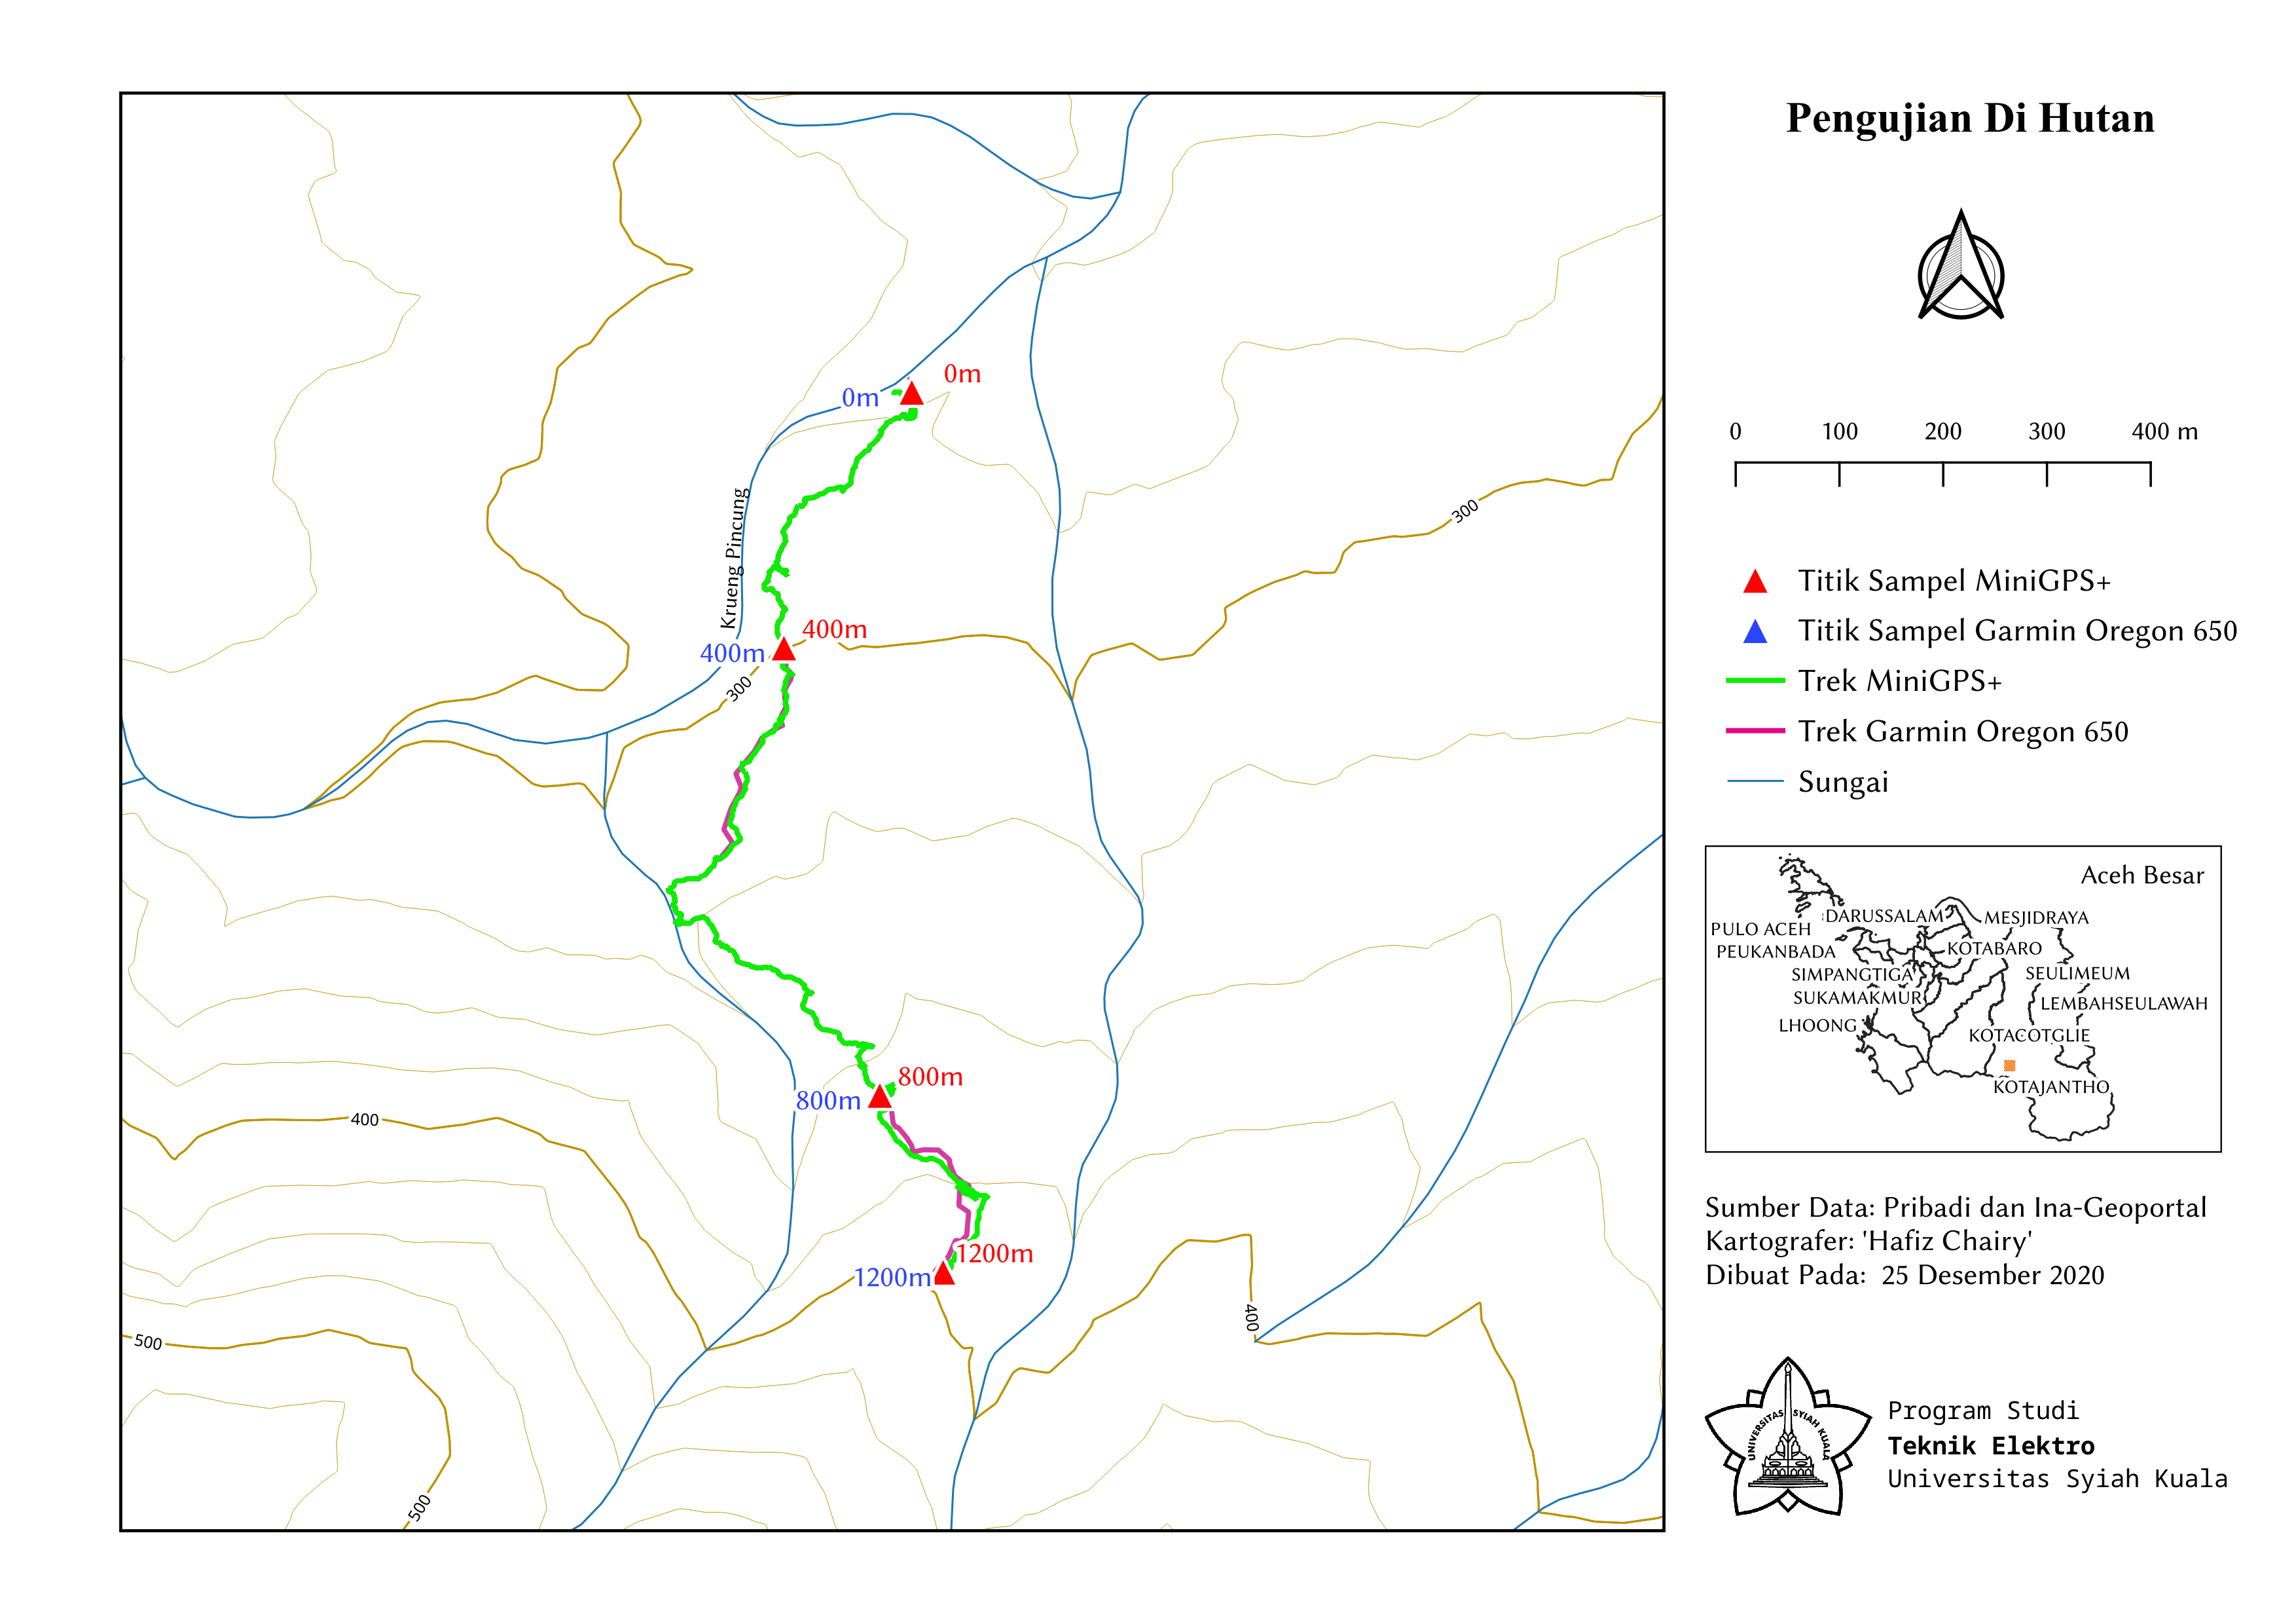 Pengujian Di Hutan
0m
0m
Krueng Pincung
300
400m
400m
300
800m
800m
400
1200m
1200m
400
500
500
0 100 200 300 400 m
Titik Sampel MiniGPS+
Titik Sampel Garmin Oregon 650
Trek MiniGPS+
Trek Garmin Oregon 650
Sungai
Aceh Besar
DARUSSALAM
MESJIDRAYA
PULO ACEH
PEUKANBADA
KOTABARO
SIMPANGTIGA
SEULIMEUM
SUKAMAKMUR
LEMBAHSEULAWAH
LHOONG
KOTACOTGLIE
KOTAJANTHO
Sumber Data: Pribadi dan Ina-Geoportal
Kartografer: 'Hafiz Chairy'
Dibuat Pada: 25 Desember 2020
UNIVERSITAS SYIAH KUALA
Program Studi
Teknik Elektro
Universitas Syiah Kuala